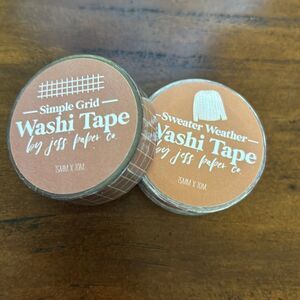 Simple Grid
Washi Tape
by jess paper co.
15MM X 10M
Sweater Weather
Washi Tape
by jess paper co.
15MM X 10M